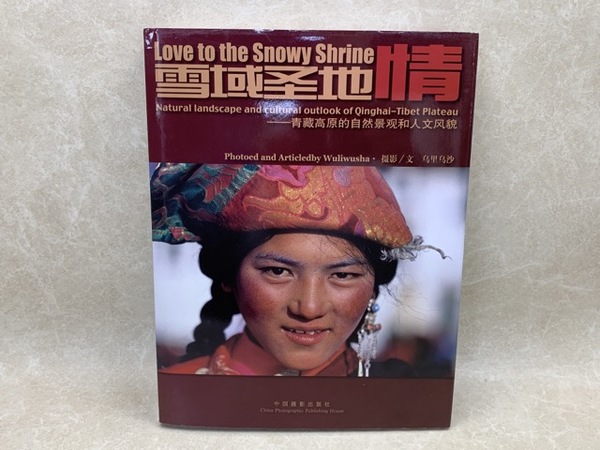 Love to the Snowy Shrine
雪域圣地情
Natural landscape and cultural outlook of Qinghai-Tibet Plateau
——青藏高原的自然景观和人文风貌
Photoed and Articledby Wuliwusha · 摄影/文 乌里乌沙
中国摄影出版社
China Photographic Publishing House